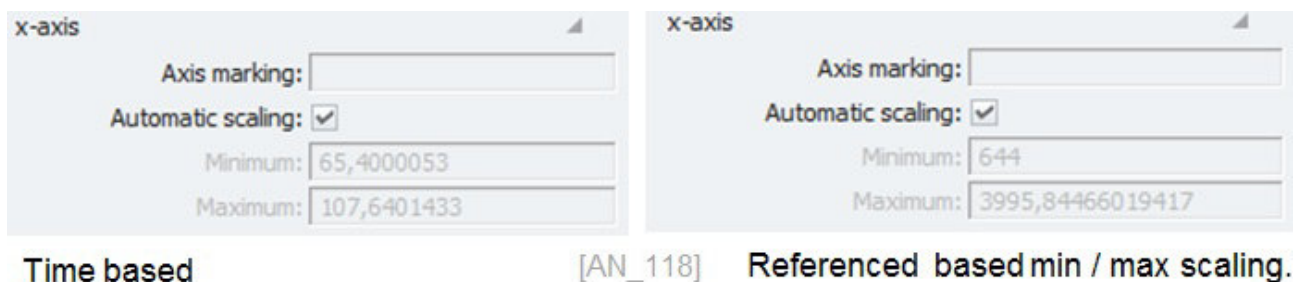 x-axis
Axis marking:
Automatic scaling:
Minimum: 65,4000053
Maximum: 107,6401433
Time based
x-axis
Axis marking:
Automatic scaling:
Minimum: 644
Maximum: 3995,84466019417
[AN_118]
Referenced based min / max scaling.